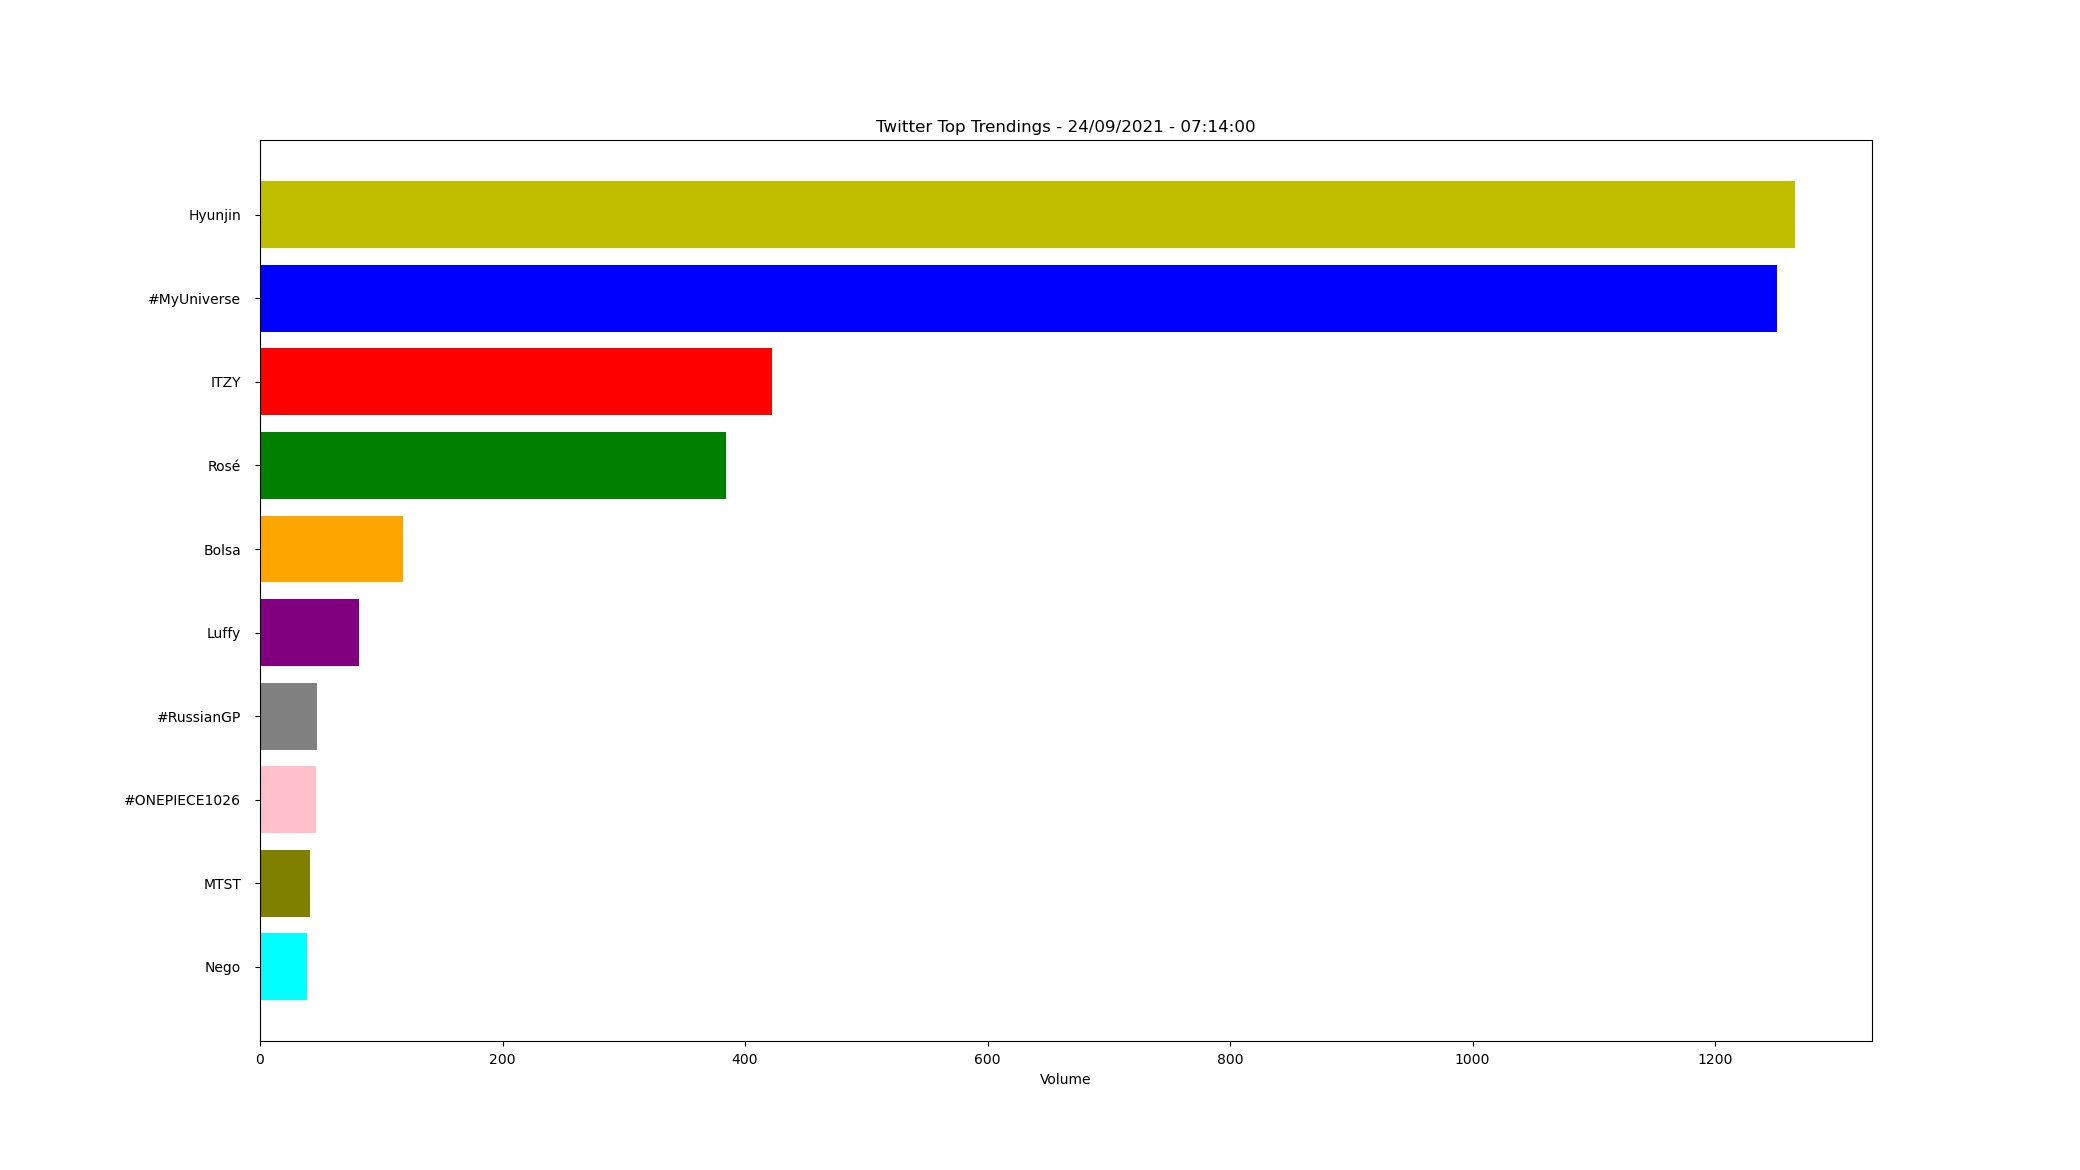 Twitter Top Trendings - 24/09/2021 - 07:14:00
Hyunjin
#MyUniverse
ITZY
Rosé
Bolsa
Luffy
#RussianGP
#ONEPIECE1026
MTST
Nego
0 200 400 600 800 1000 1200
Volume